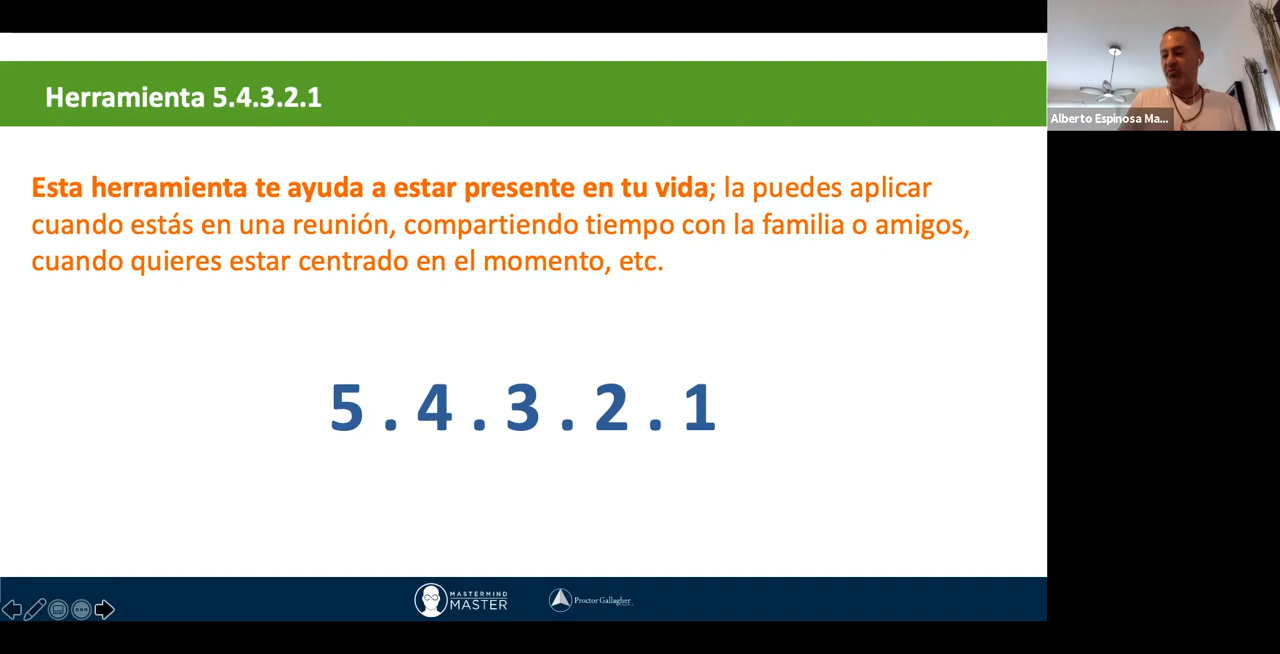 Herramienta 5.4.3.2.1
Alberto Espinosa Ma...
Esta herramienta te ayuda a estar presente en tu vida; la puedes aplicar
cuando estás en una reunión, compartiendo tiempo con la familia o amigos,
cuando quieres estar centrado en el momento, etc.
5 . 4 . 3 . 2 . 1
MASTERMIND
MASTER
Proctor Gallagher